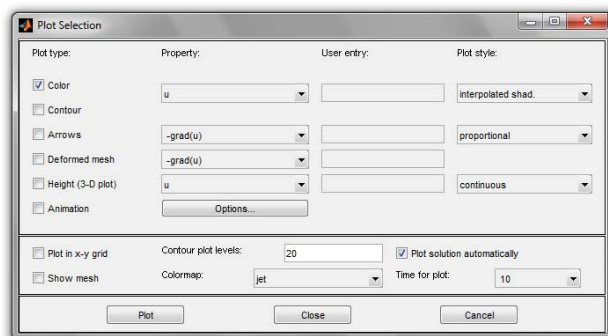 Plot Selection
Plot type: Property: User entry: Plot style:
Color u interpolated shad.
Contour
Arrows -grad(u) proportional
Deformed mesh -grad(u)
Height (3-D plot) u continuous
Animation Options...
Plot in x-y grid Contour plot levels: 20 Plot solution automatically
Show mesh Colormap: jet Time for plot: 10
Plot Close Cancel